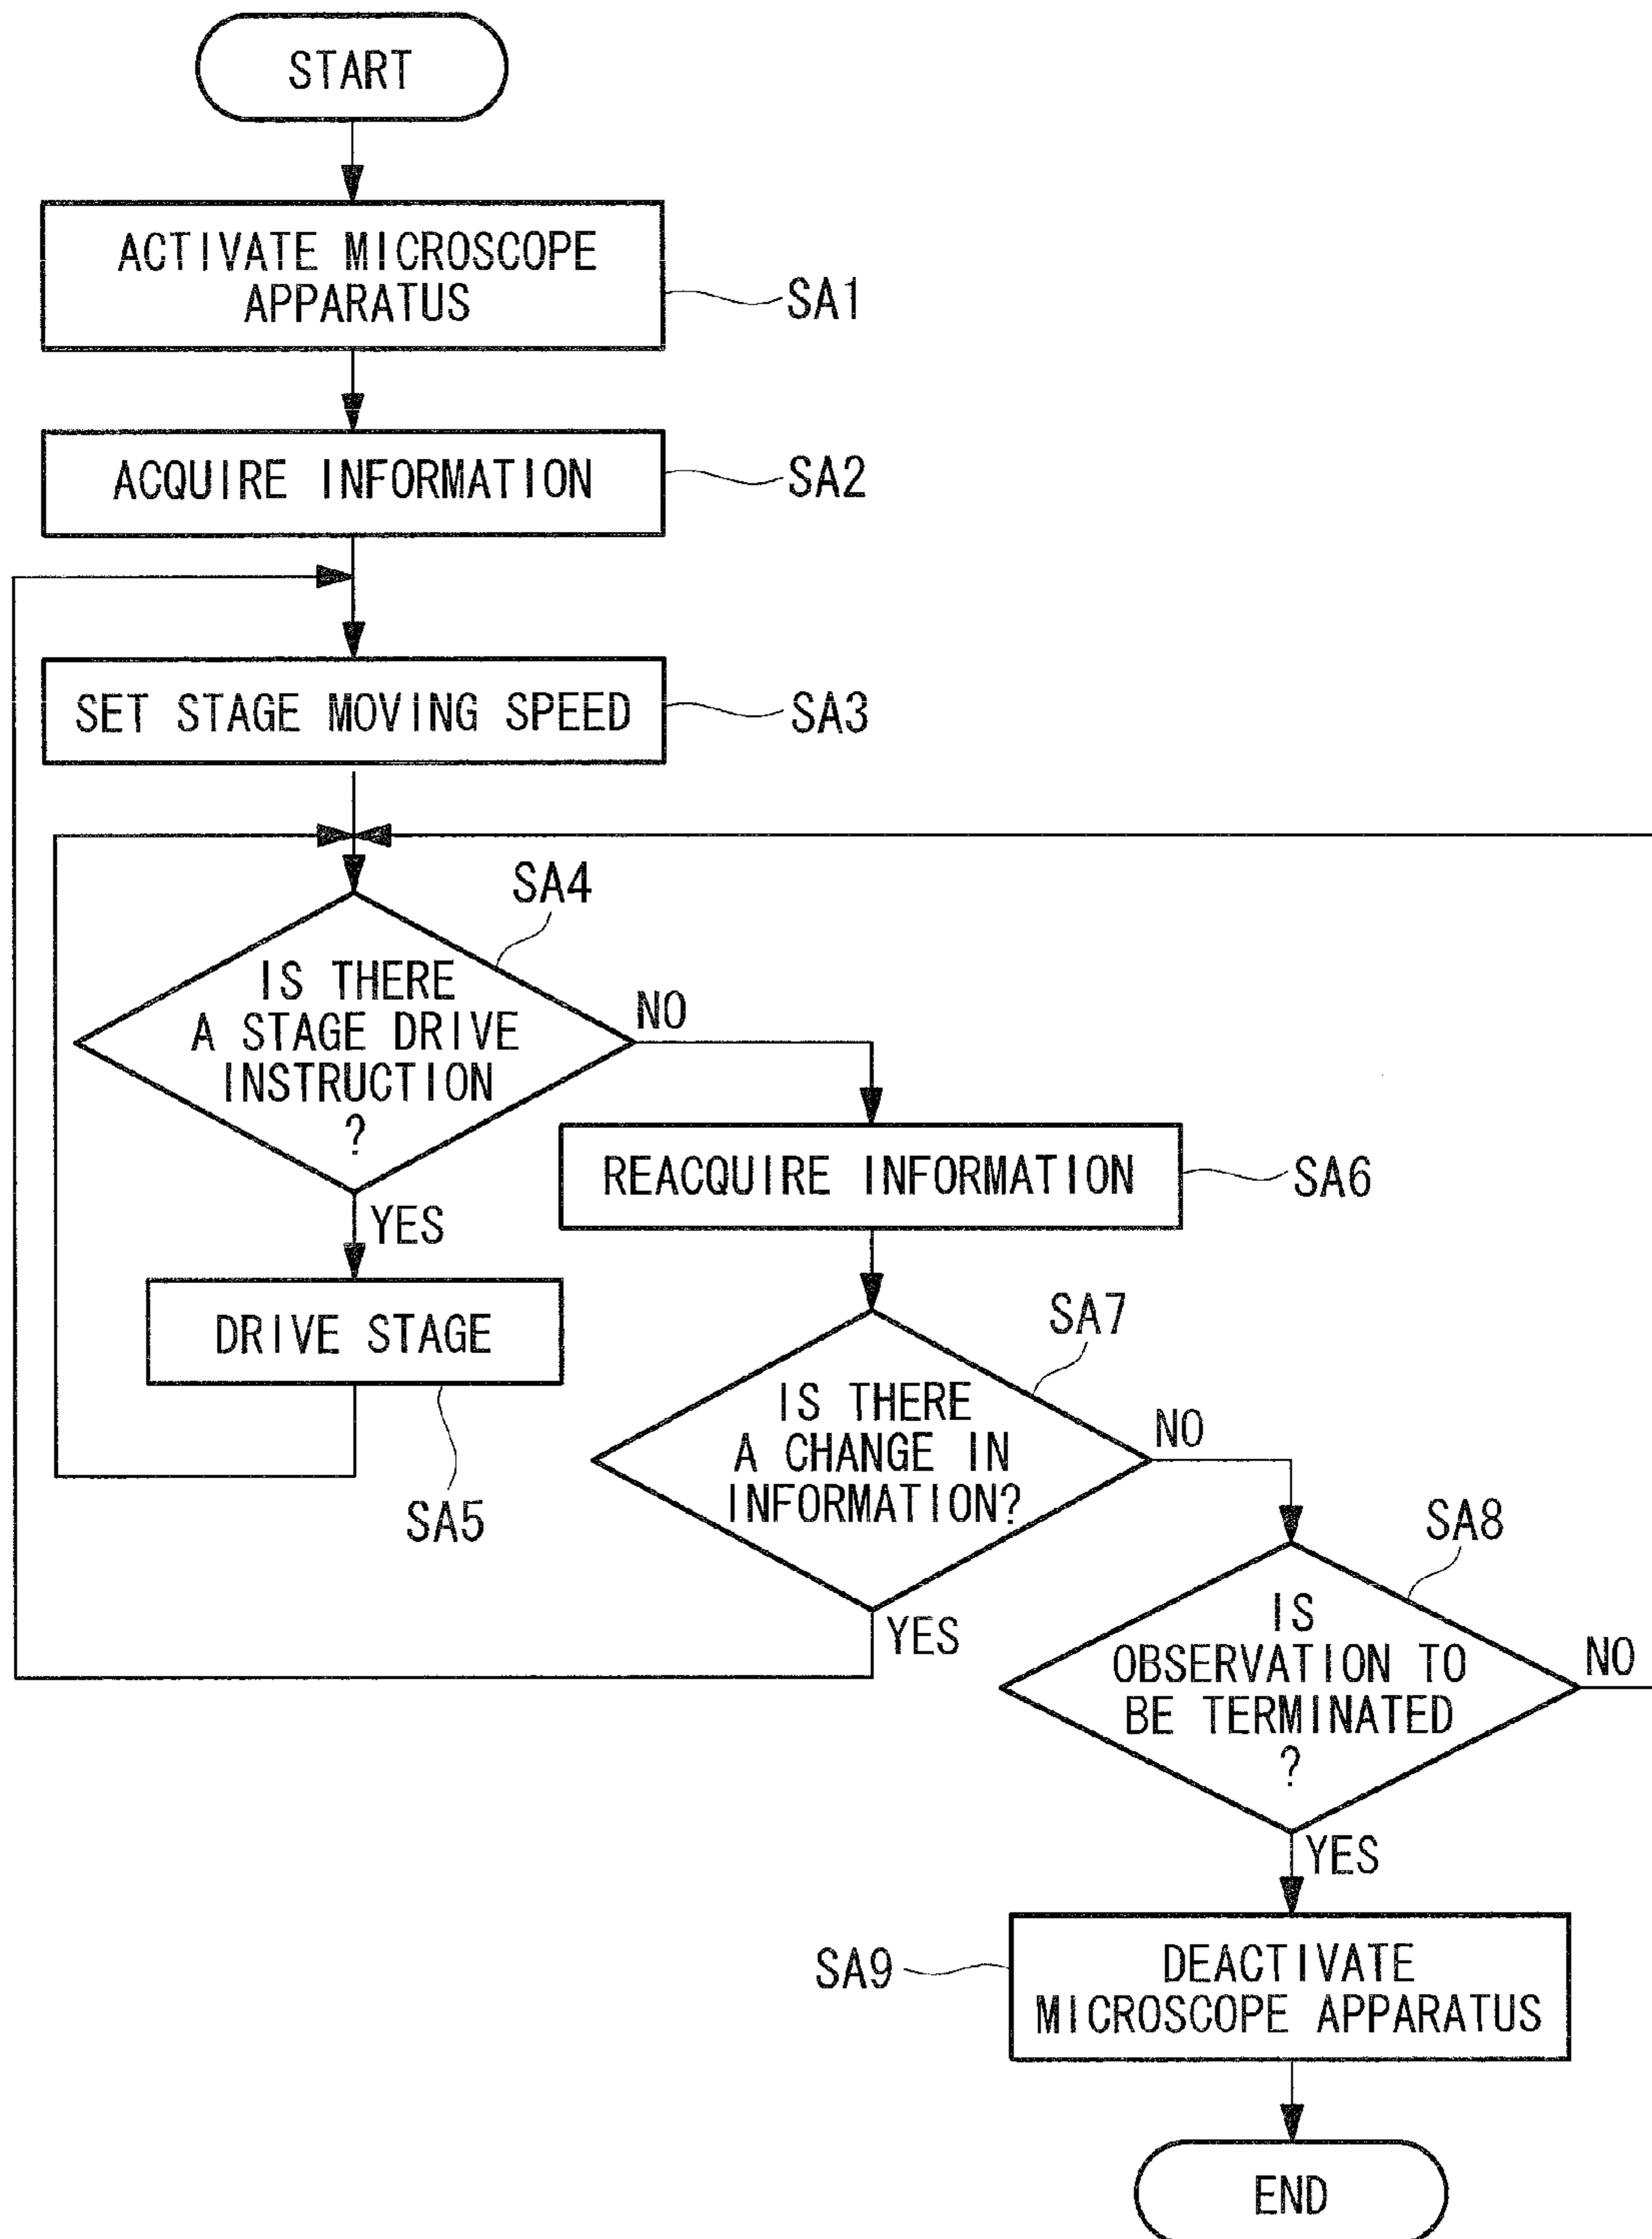 START
ACTIVATE MICROSCOPE
APPARATUS
SA1
ACQUIRE INFORMATION
SA2
SET STAGE MOVING SPEED
SA3
SA4
IS THERE
A STAGE DRIVE
INSTRUCTION
?
NO
YES
REACQUIRE INFORMATION
SA6
DRIVE STAGE
SA5
SA7
IS THERE
A CHANGE IN
INFORMATION?
NO
YES
SA8
IS
OBSERVATION TO
BE TERMINATED
?
NO
YES
SA9
DEACTIVATE
MICROSCOPE APPARATUS
END